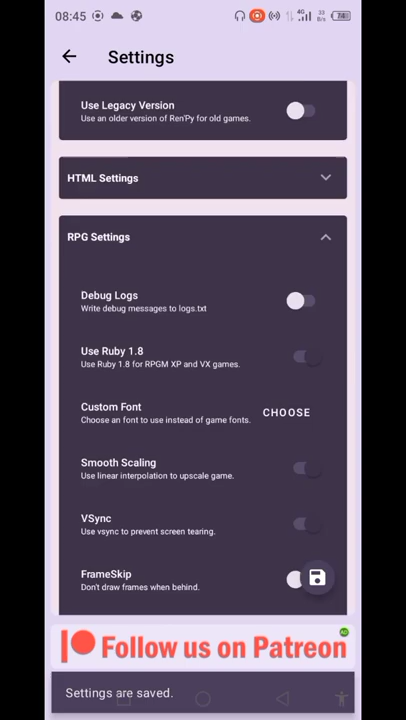 08:45
4G
33
B/s
74
Settings
Use Legacy Version
Use an older version of Ren'Py for old games.
HTML Settings
RPG Settings
Debug Logs
Write debug messages to logs.txt
Use Ruby 1.8
Use Ruby 1.8 for RPGM XP and VX games.
Custom Font
Choose an font to use instead of game fonts.
CHOOSE
Smooth Scaling
Use linear interpolation to upscale game.
VSync
Use vsync to prevent screen tearing.
FrameSkip
Don't draw frames when behind.
Follow us on Patreon
AD
Settings are saved.